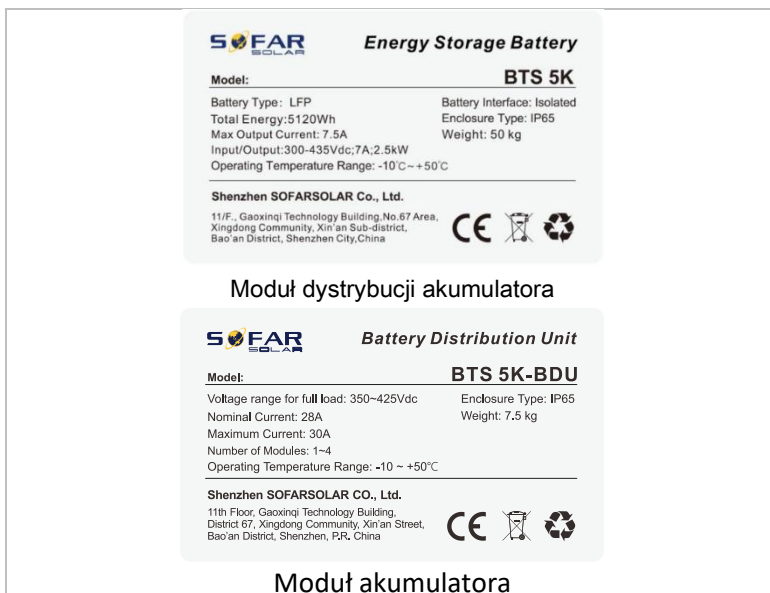 SOFAR
SOLAR
Energy Storage Battery
Model: BTS 5K
Battery Type: LFP Battery Interface: Isolated
Total Energy:5120Wh Enclosure Type: IP65
Max Output Current: 7.5A Weight: 50 kg
Input/Output:300-435Vdc;7A;2.5kW
Operating Temperature Range: -10℃~+50℃
Shenzhen SOFARSOLAR Co., Ltd.
11/F., Gaoxinqi Technology Building,No.67 Area,
Xingdong Community, Xin'an Sub-district,
Bao'an District, Shenzhen City,China
CE
Moduł dystrybucji akumulatora
SOFAR
SOLAR
Battery Distribution Unit
Model: BTS 5K-BDU
Voltage range for full load: 350~425Vdc Enclosure Type: IP65
Nominal Current: 28A Weight: 7.5 kg
Maximum Current: 30A
Number of Modules: 1~4
Operating Temperature Range: -10 ~ +50℃
Shenzhen SOFARSOLAR CO., Ltd.
11th Floor, Gaoxinqi Technology Building,
District 67, Xingdong Community, Xin'an Street,
Bao'an District, Shenzhen, P.R. China
CE
Moduł akumulatora